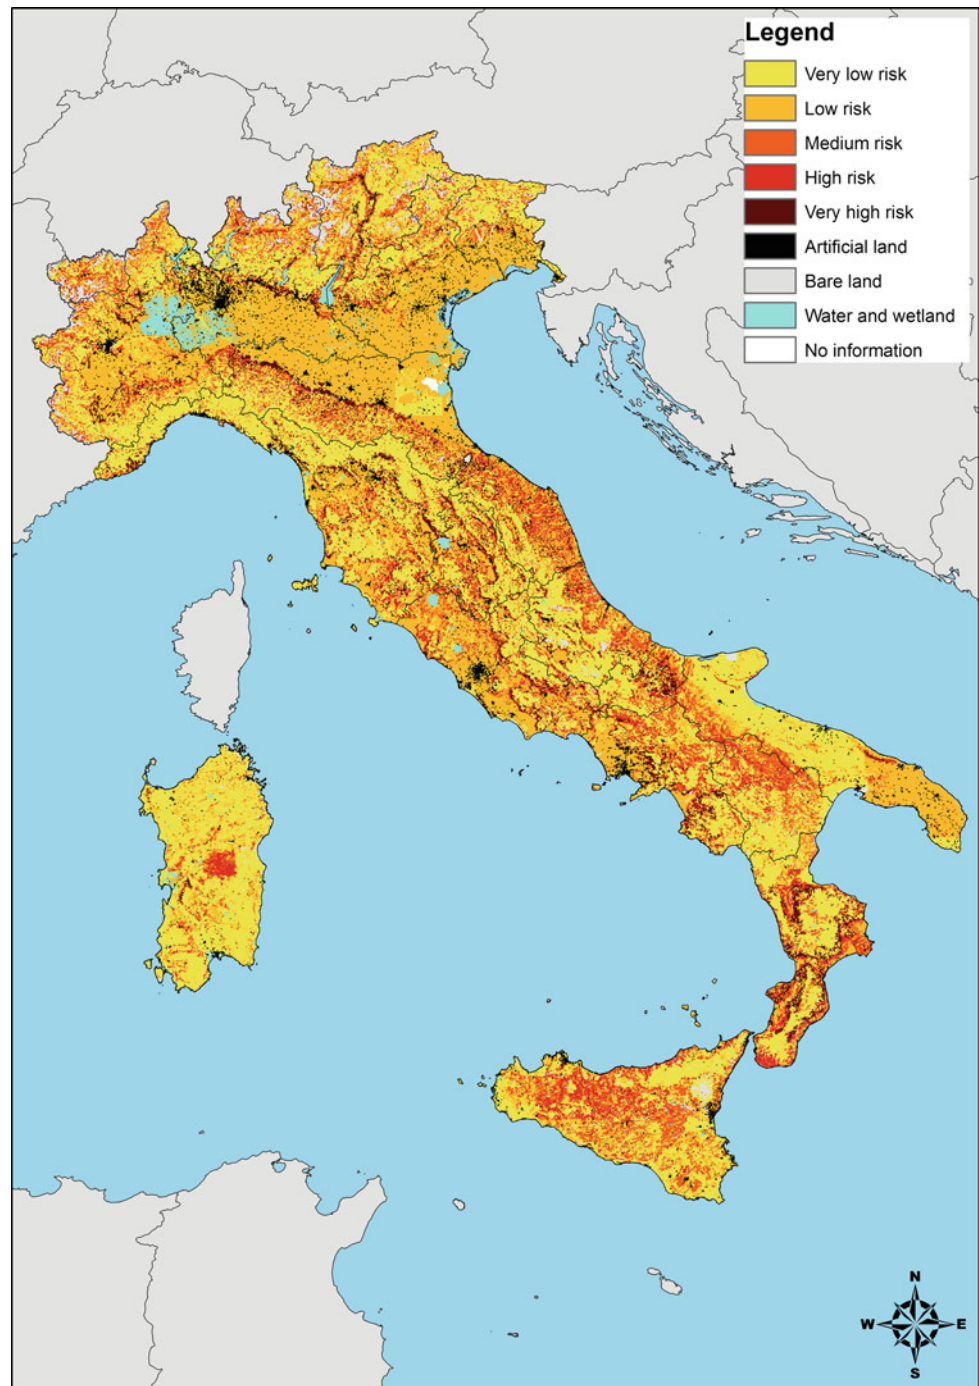 Legend
Very low risk
Low risk
Medium risk
High risk
Very high risk
Artificial land
Bare land
Water and wetland
No information
N
W E
S